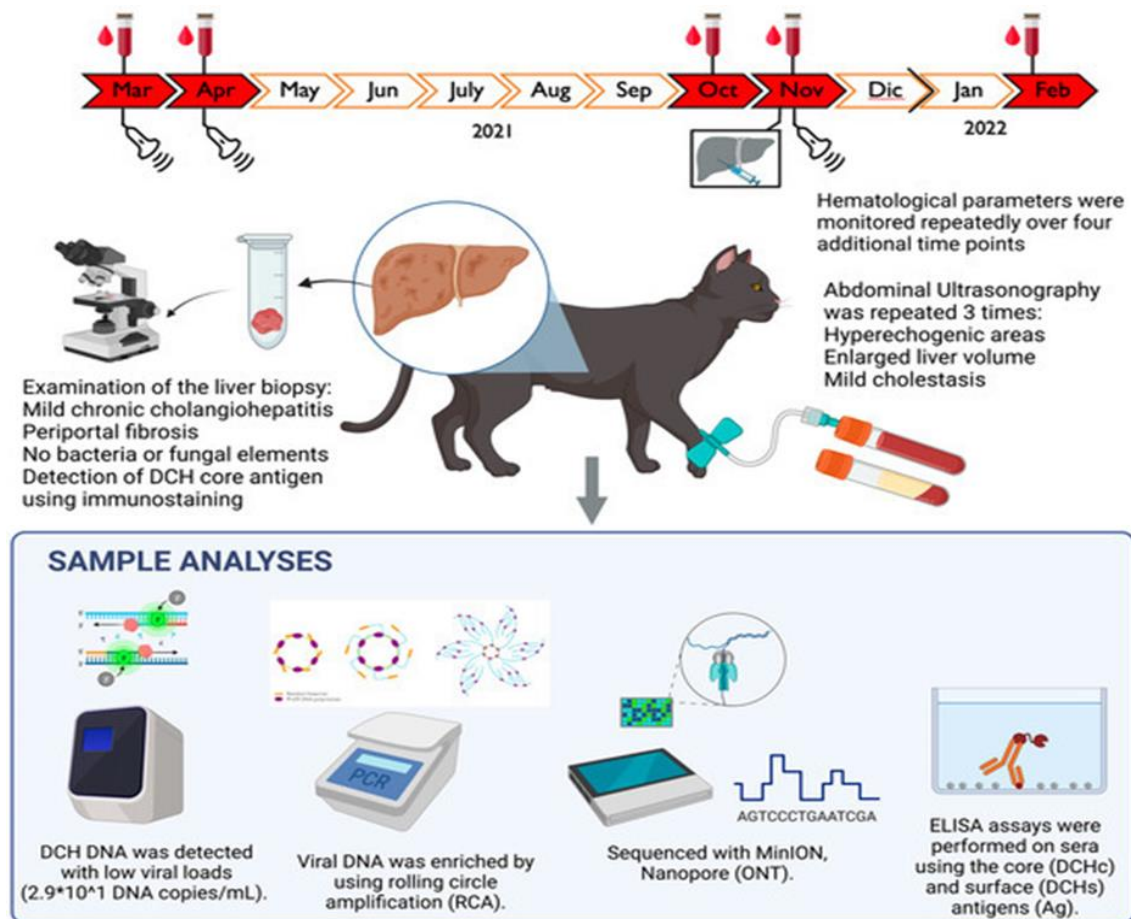 Mar Apr May Jun July Aug Sep Oct Nov Dic Jan Feb
2021 2022
Hematological parameters were
monitored repeatedly over four
additional time points
Abdominal Ultrasonography
was repeated 3 times:
Hyperechogenic areas
Enlarged liver volume
Mild cholestasis
Examination of the liver biopsy:
Mild chronic cholangiohepatitis
Periportal fibrosis
No bacteria or fungal elements
Detection of DCH core antigen
using immunostaining
SAMPLE ANALYSES
PCR
AGTCCCTGAATCGA
DCH DNA was detected
with low viral loads
(2.9*10^1 DNA copies/mL).
Viral DNA was enriched by
using rolling circle
amplification (RCA).
Sequenced with MinION,
Nanopore (ONT).
ELISA assays were
performed on sera
using the core (DCHc)
and surface (DCHs)
antigens (Ag).